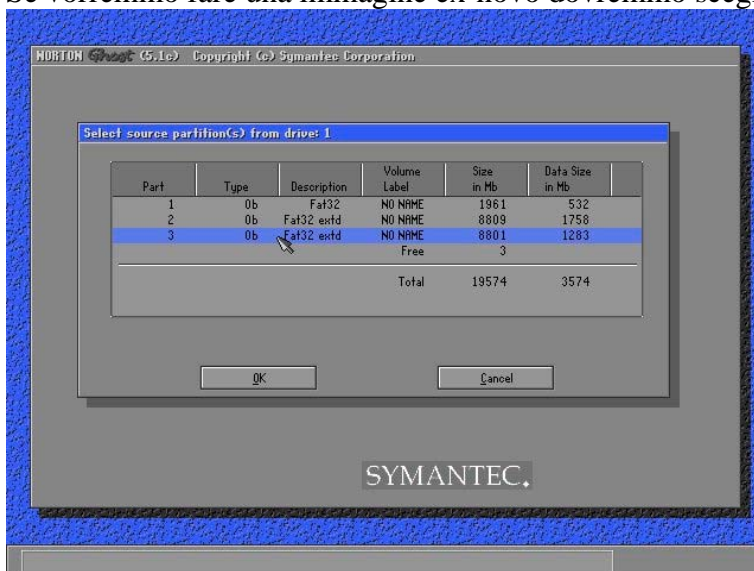 Se vorremmo fare una immagine ex-novo dovremmo
NORTON Ghost (5.1c) Copyright (c) Symantec Corporation
Select source partition(s) from drive: 1
Part Type Description Volume Label Size in Mb Data Size in Mb
1 0b Fat32 NO NAME 1961 532
2 0b Fat32 extd NO NAME 8809 1758
3 0b Fat32 extd NO NAME 8801 1283
Free 3
Total 19574 3574
OK Cancel
SYMANTEC.